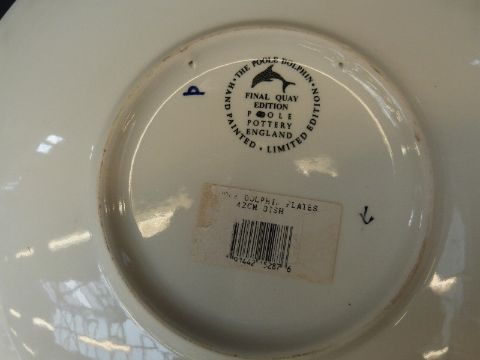 · THE POOLE DOLPHIN ·
HAND PAINTED · LIMITED EDITION
FINAL QUAY
EDITION
POOLE
POTTERY
ENGLAND
DOLPHIN PLATES
42CM DISH